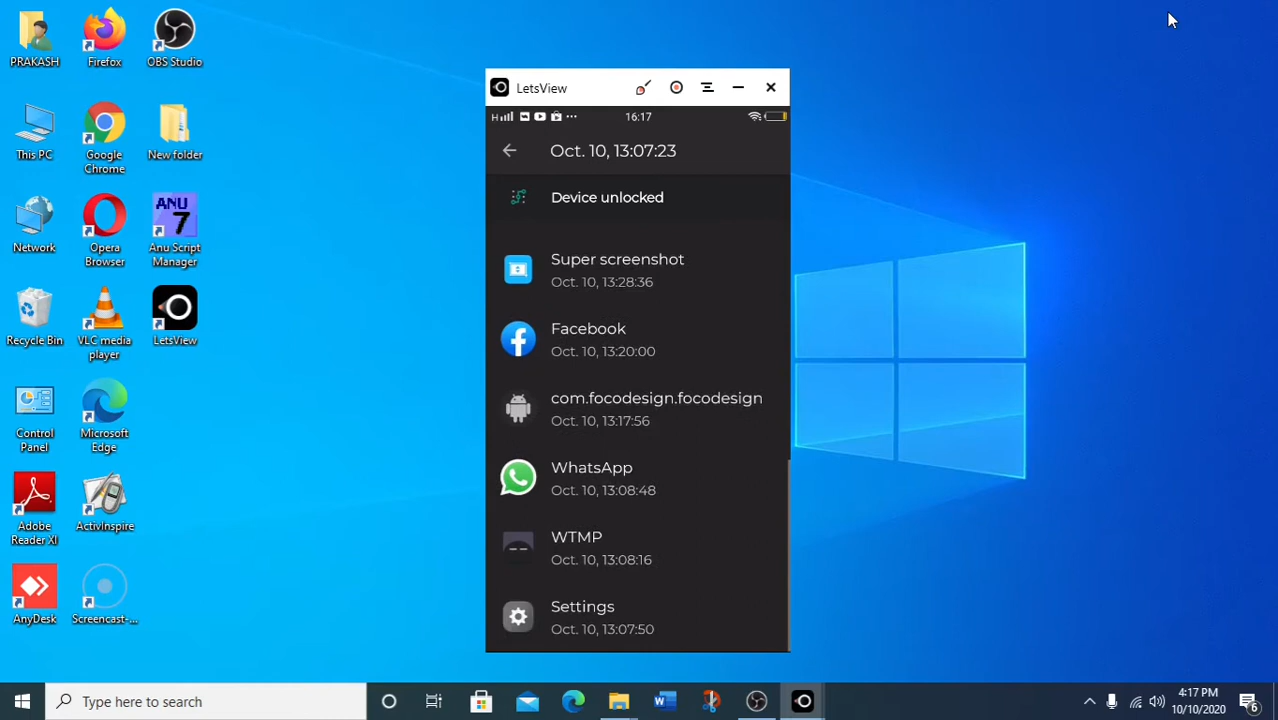 PRAKASH
Firefox
OBS Studio
This PC
Google
Chrome
New folder
Network
Opera
Browser
ANU
7
Anu Script
Manager
Recycle Bin
VLC media
player
LetsView
Control
Panel
Microsoft
Edge
Adobe
Reader XI
ActivInspire
AnyDesk
Screencast-...
LetsView
H
16:17
Oct. 10, 13:07:23
Device unlocked
Super screenshot
Oct. 10, 13:28:36
Facebook
Oct. 10, 13:20:00
com.focodesign.focodesign
Oct. 10, 13:17:56
WhatsApp
Oct. 10, 13:08:48
WTMP
Oct. 10, 13:08:16
Settings
Oct. 10, 13:07:50
Type here to search
4:17 PM
10/10/2020
6